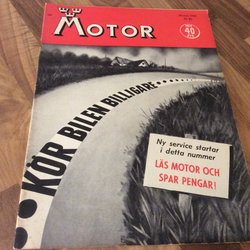 MOTOR
40
KÖR BILEN BILLIGARE
Ny service startar
i detta nummer
LÄS MOTOR OCH
SPAR PENGAR!